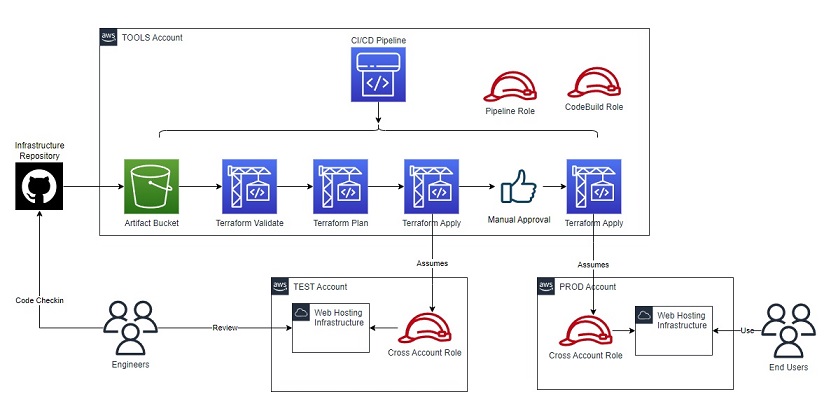 aws
TOOLS Account
CI/CD Pipeline
Pipeline Role
CodeBuild Role
Infrastructure
Repository
Artifact Bucket
Terraform Validate
Terraform Plan
Terraform Apply
Manual Approval
Terraform Apply
Assumes
Assumes
aws
TEST Account
aws
PROD Account
Code Checkin
Web Hosting
Infrastructure
Web Hosting
Infrastructure
Review
Use
Cross Account Role
Cross Account Role
Engineers
End Users